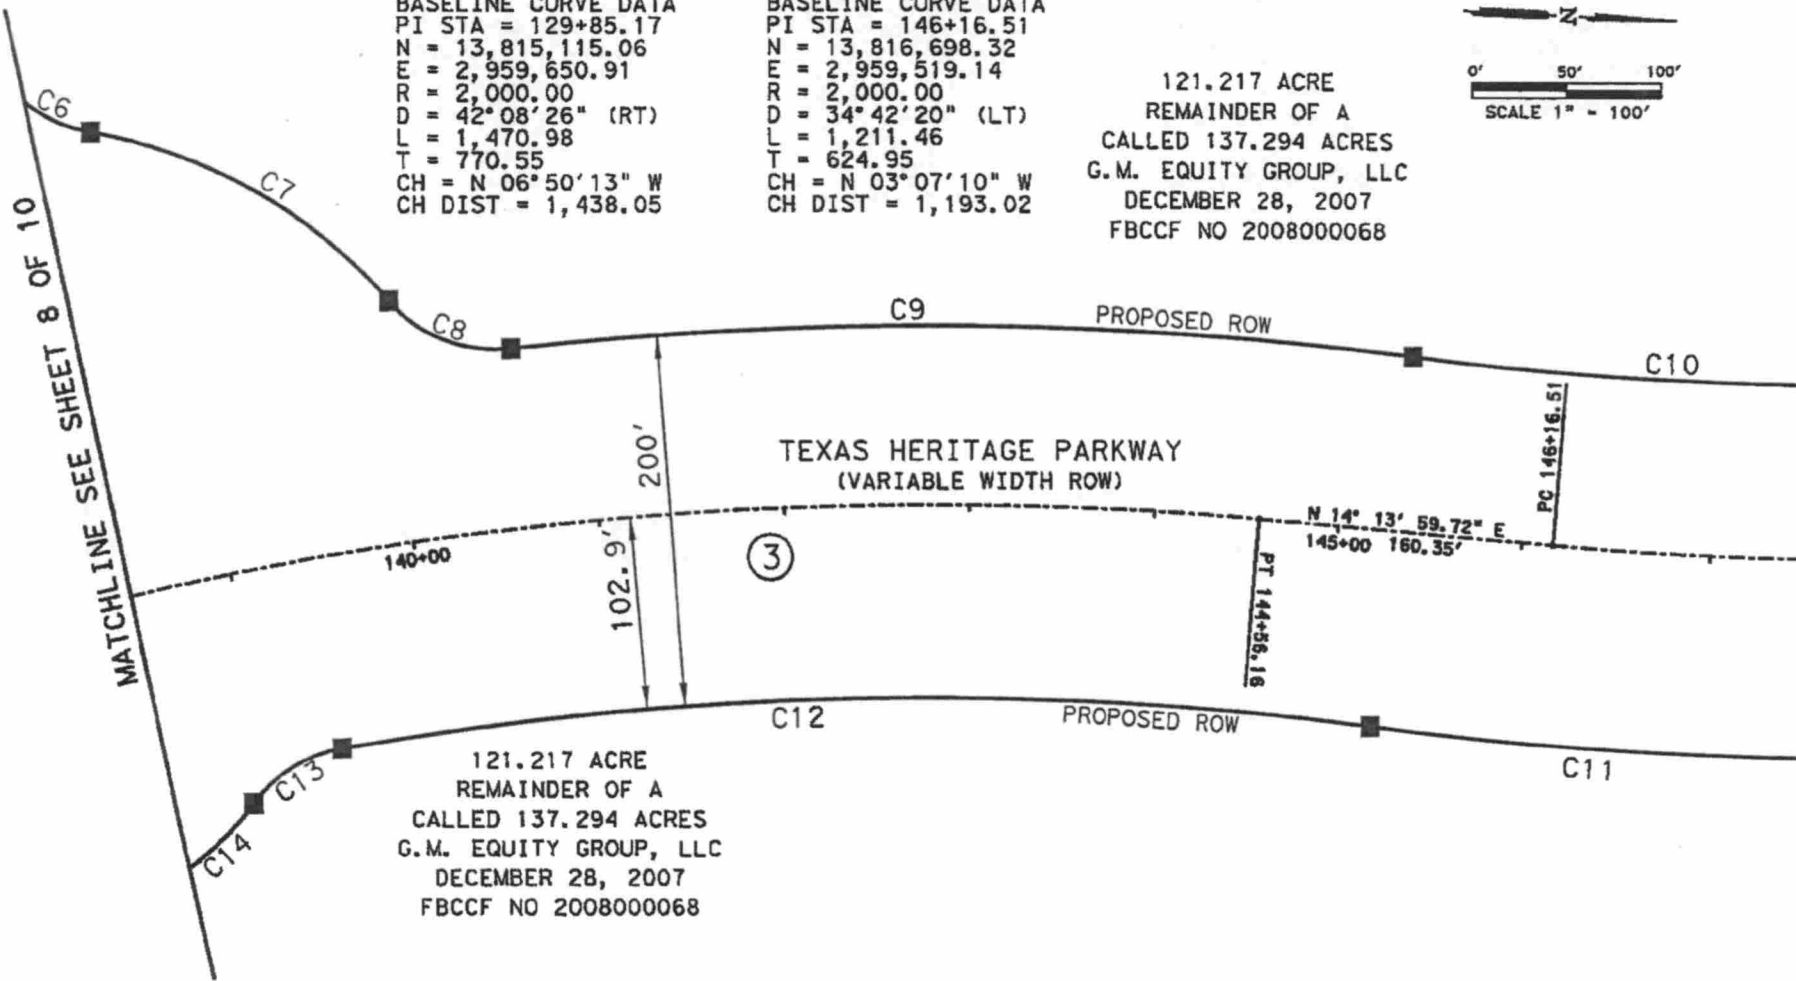 BASELINE CURVE DATA
PI STA = 129+85.17
N = 13,815,115.06
E = 2,959,650.91
R = 2,000.00
D = 42°08'26" (RT)
L = 1,470.98
T = 770.55
CH = N 06°50'13" W
CH DIST = 1,438.05
BASELINE CURVE DATA
PI STA = 146+16.51
N = 13,816,698.32
E = 2,959,519.14
R = 2,000.00
D = 34°42'20" (LT)
L = 1,211.46
T = 624.95
CH = N 03°07'10" W
CH DIST = 1,193.02
121.217 ACRE
REMAINDER OF A
CALLED 137.294 ACRES
G.M. EQUITY GROUP, LLC
DECEMBER 28, 2007
FBCCF NO 2008000068
N
0' 50' 100'
SCALE 1" = 100'
C6
C7
C8
C9
PROPOSED ROW
C10
MATCHLINE SEE SHEET 8 OF 10
200'
TEXAS HERITAGE PARKWAY
(VARIABLE WIDTH ROW)
PC 146+16.51
N 14° 13' 59.72" E
145+00 160.35'
140+00
102.9'
3
PT 144+56.16
C12
PROPOSED ROW
C11
C13
C14
121.217 ACRE
REMAINDER OF A
CALLED 137.294 ACRES
G.M. EQUITY GROUP, LLC
DECEMBER 28, 2007
FBCCF NO 2008000068